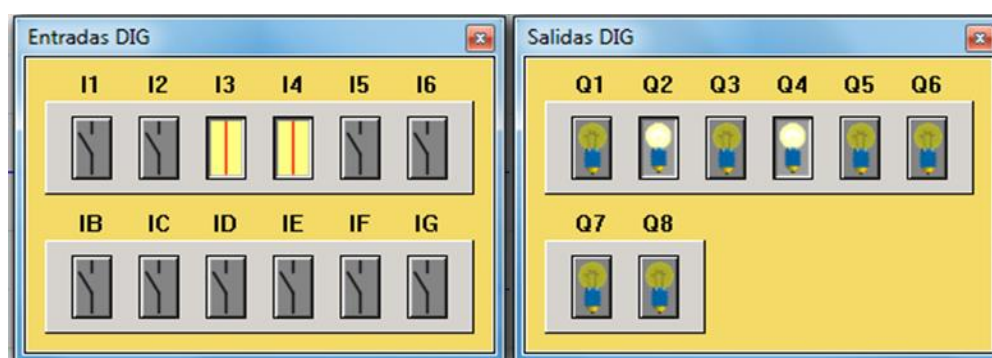 Entradas DIG
I1 I2 I3 I4 I5 I6
IB IC ID IE IF IG
Salidas DIG
Q1 Q2 Q3 Q4 Q5 Q6
Q7 Q8